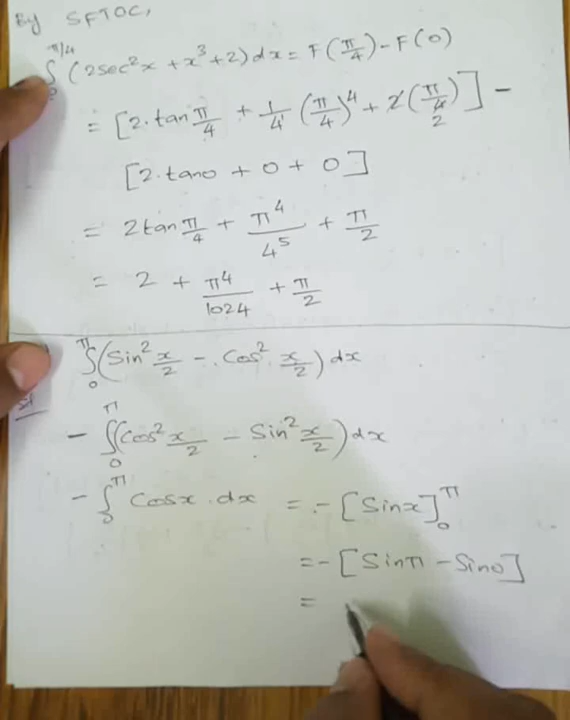 By SFTOC,
∫₀^π/4 (2sec²x + x³ + 2) dx = F(π/4) - F(0)
= [2·tan π/4 + 1/4 (π/4)⁴ + 2(π/4)] -
2
[2·tan0 + 0 + 0]
= 2tan π/4 + π⁴/4⁵ + π/2
= 2 + π⁴/1024 + π/2
∫₀^π (Sin² x/2 - Cos² x/2) dx
- ∫₀^π (Cos² x/2 - Sin² x/2) dx
- ∫₀^π Cosx·dx = - [Sinx]₀^π
= - [Sinπ - Sin0]
=